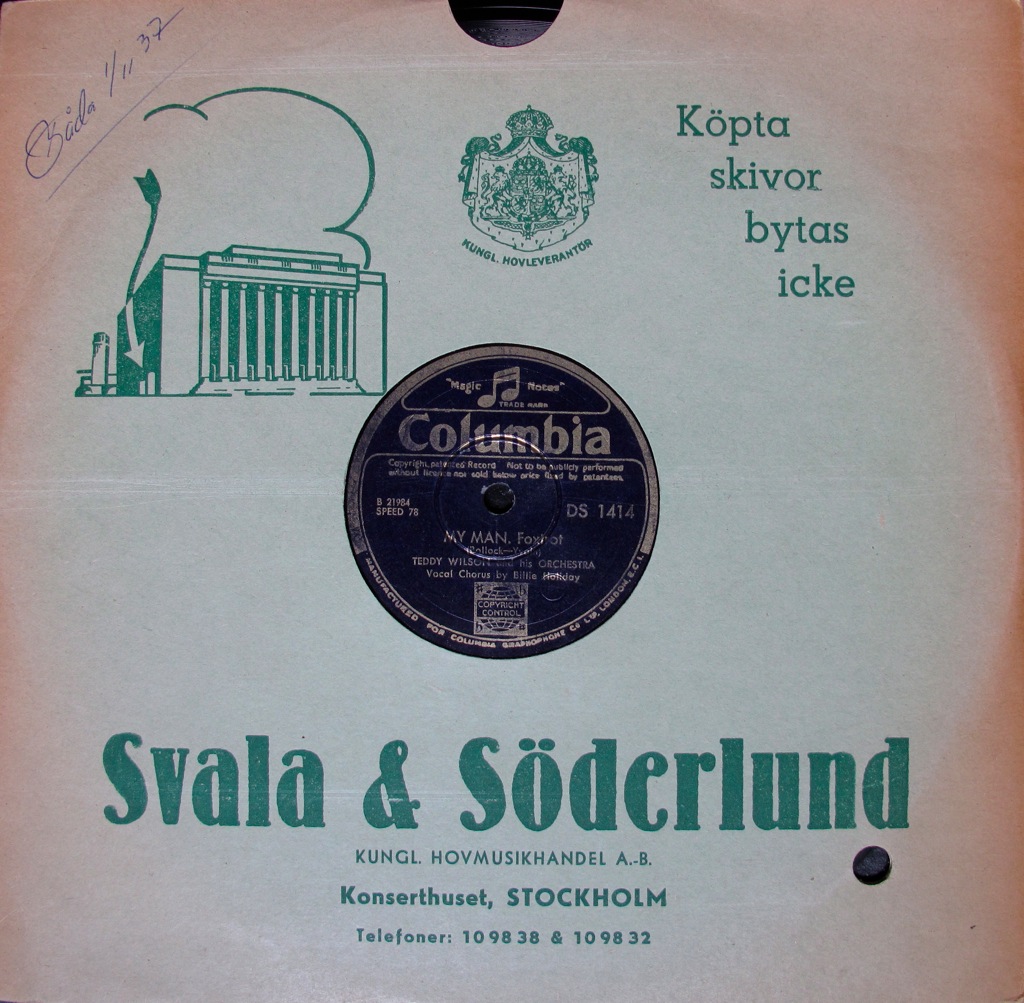 Båda 1/11 37
KUNGL. HOVLEVERANTÖR
Köpta
skivor
bytas
icke
"Magic Notes"
TRADE MARK
Columbia
Copyright, patented Record Not to be publicly performed
without licence nor sold below price fixed by patentees.
B 21984
SPEED 78
DS 1414
MY MAN. Foxtrot
(Pollock—Yvain)
TEDDY WILSON and his ORCHESTRA
Vocal Chorus by Billie Holiday
COPYRIGHT
CONTROL
MANUFACTURED FOR COLUMBIA GRAPHOPHONE CO LTD, LONDON, E.C.1.
Svala & Söderlund
KUNGL. HOVMUSIKHANDEL A.-B.
Konserthuset, STOCKHOLM
Telefoner: 10 98 38 & 10 98 32